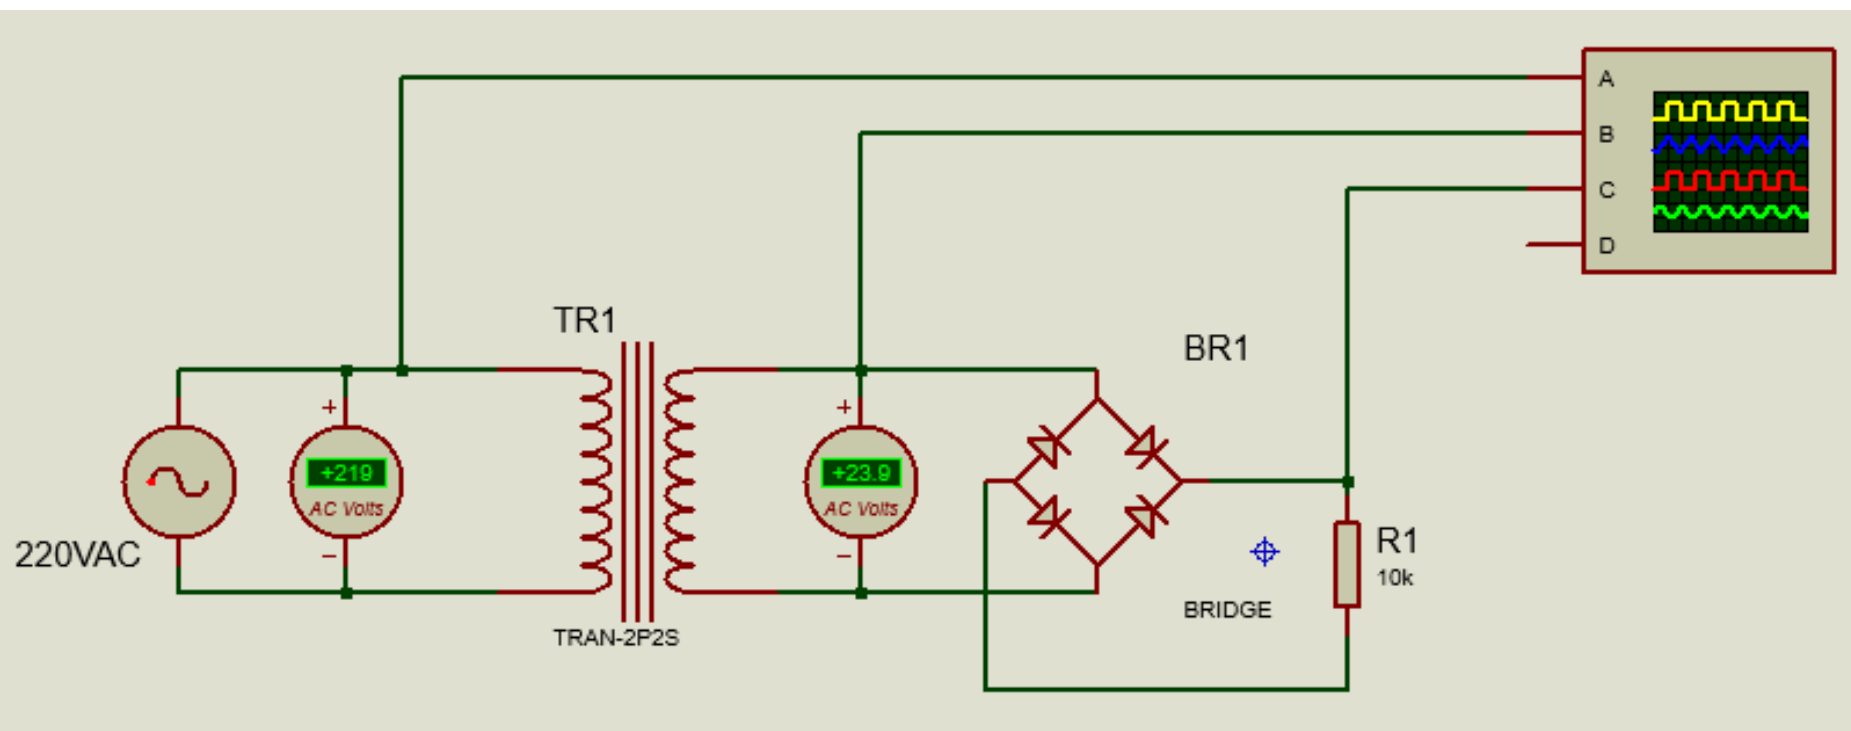 A
B
C
D
TR1
BR1
+
+219
AC Volts
−
+
+23.9
AC Volts
−
220VAC
R1
10k
BRIDGE
TRAN-2P2S